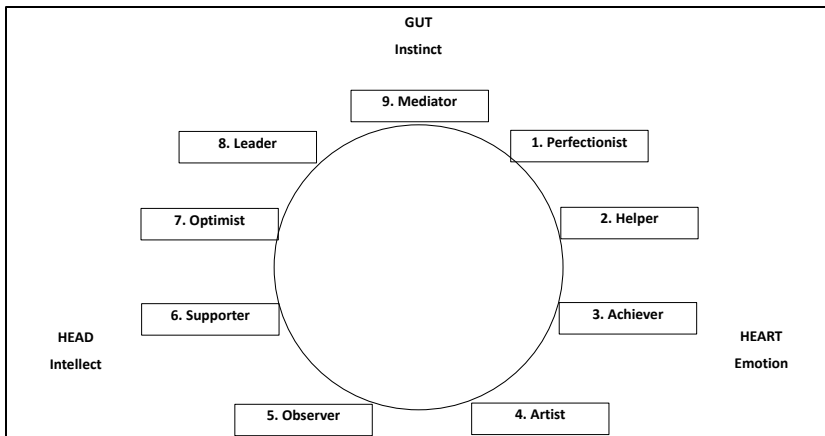 GUT
Instinct
9. Mediator
8. Leader
1. Perfectionist
7. Optimist
2. Helper
6. Supporter
3. Achiever
HEAD
Intellect
HEART
Emotion
5. Observer
4. Artist